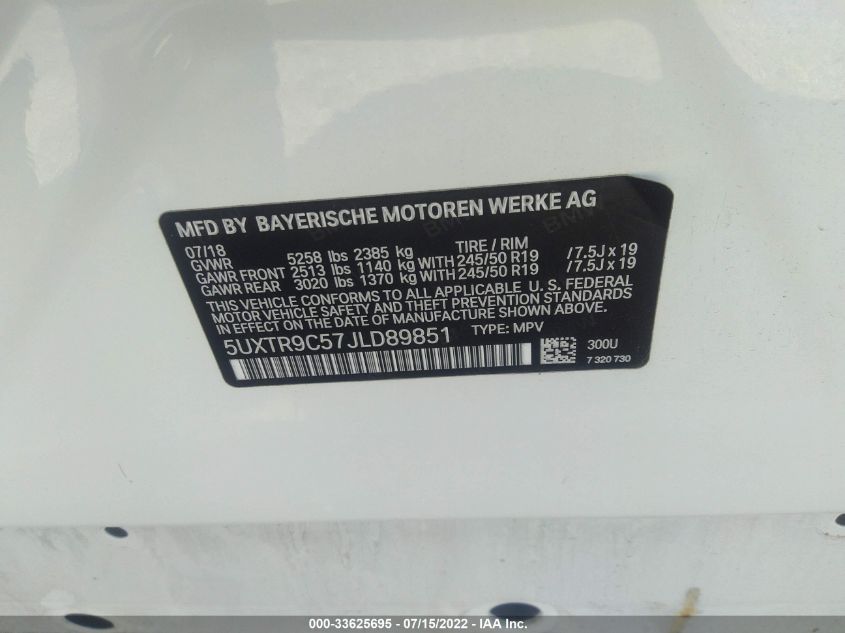 MFD BY BAYERISCHE MOTOREN WERKE AG
07/18
GVWR 5258 lbs 2385 kg TIRE / RIM
GAWR FRONT 2513 lbs 1140 kg WITH 245/50 R19 / 7.5J x 19
GAWR REAR 3020 lbs 1370 kg WITH 245/50 R19 / 7.5J x 19
THIS VEHICLE CONFORMS TO ALL APPLICABLE U. S. FEDERAL
MOTOR VEHICLE SAFETY AND THEFT PREVENTION STANDARDS
IN EFFECT ON THE DATE OF MANUFACTURE SHOWN ABOVE.
5UXTR9C57JLD89851 TYPE: MPV
300U
7 320 730
000-33625695 - 07/15/2022 - IAA Inc.